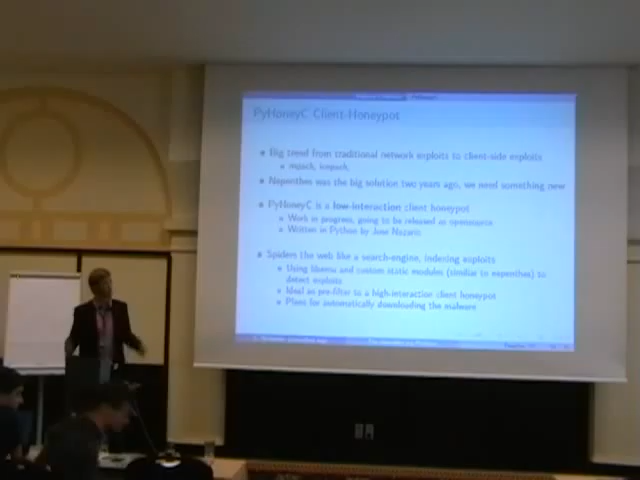 PyHoneyC Client-Honeypot
Big trend from traditional network exploits to client-side exploits
mpack, icepack,
Nepenthes was the big solution two years ago, we need something new
PyHoneyC is a low-interaction client honeypot
Work in progress, going to be released as opensource
Written in Python by Jose Nazario
Spiders the web like a search-engine, indexing exploits
Using libemu and custom static modules (similar to nepenthes) to
detect exploits
Ideal as pre-filter to a high-interaction client honeypot
Plans for automatically downloading the malware